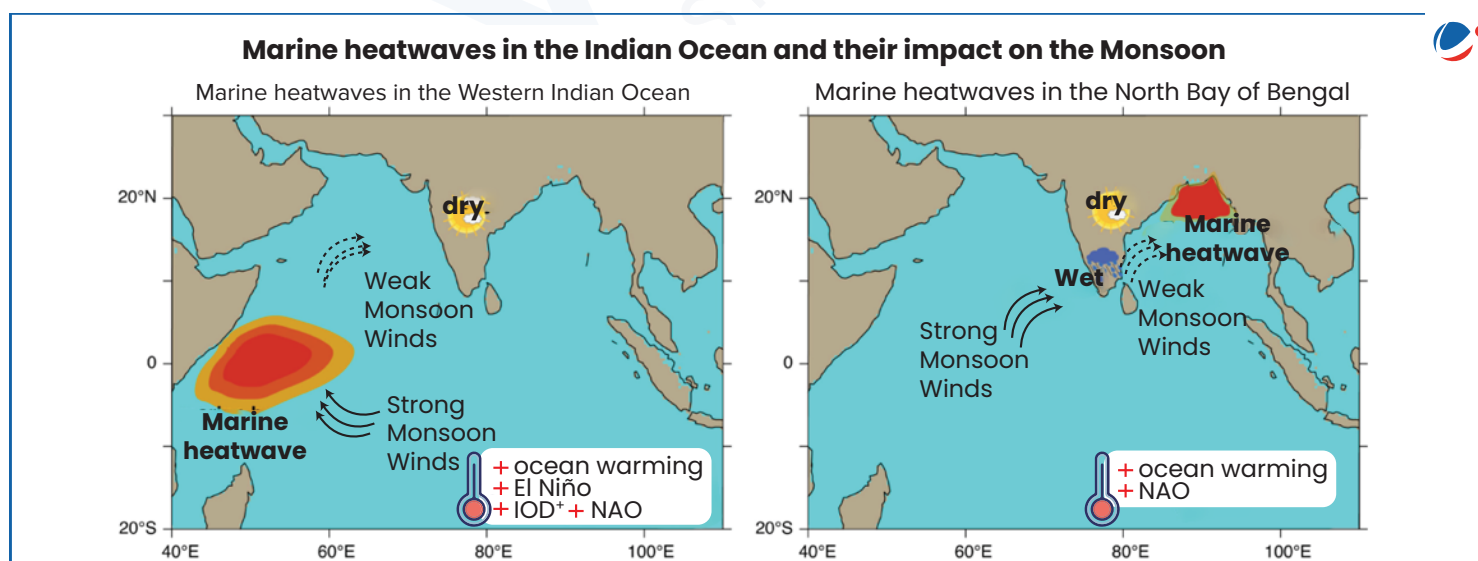 Marine heatwaves in the Indian Ocean and their impact on the Monsoon
Marine heatwaves in the Western Indian Ocean
20°N
0
20°S
40°E
60°E
80°E
100°E
dry
Weak
Monsoon
Winds
Marine
heatwave
Strong
Monsoon
Winds
+ ocean warming
+ El Niño
+ IOD⁺ + NAO
Marine heatwaves in the North Bay of Bengal
20°N
0
20°S
40°E
60°E
80°E
100°E
dry
Marine
heatwave
Wet
Weak
Monsoon
Winds
Strong
Monsoon
Winds
+ ocean warming
+ NAO